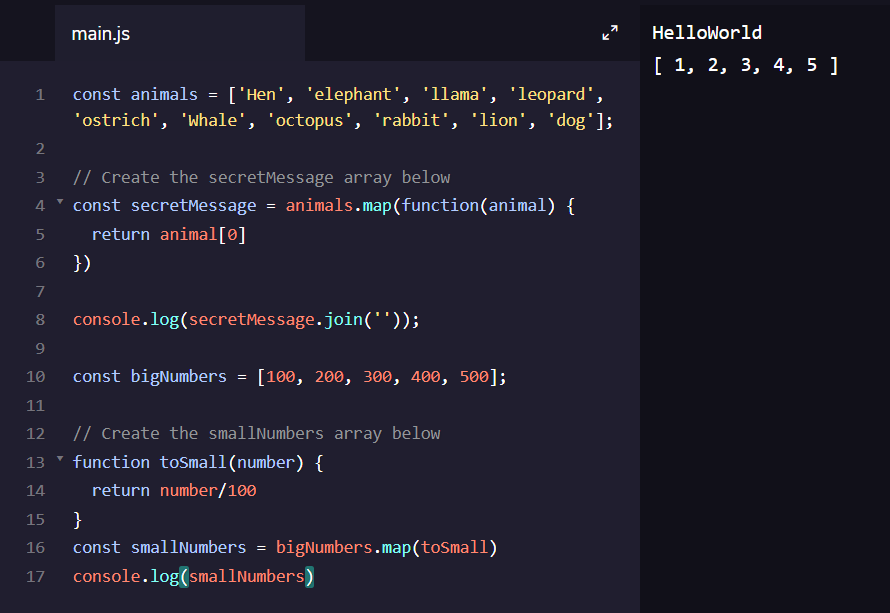 main.js
1 const animals = ['Hen', 'elephant', 'llama', 'leopard',
'ostrich', 'Whale', 'octopus', 'rabbit', 'lion', 'dog'];
2
3 // Create the secretMessage array below
4 const secretMessage = animals.map(function(animal) {
5   return animal[0]
6 })
7
8 console.log(secretMessage.join(''));
9
10 const bigNumbers = [100, 200, 300, 400, 500];
11
12 // Create the smallNumbers array below
13 function toSmall(number) {
14   return number/100
15 }
16 const smallNumbers = bigNumbers.map(toSmall)
17 console.log(smallNumbers)
HelloWorld
[ 1, 2, 3, 4, 5 ]